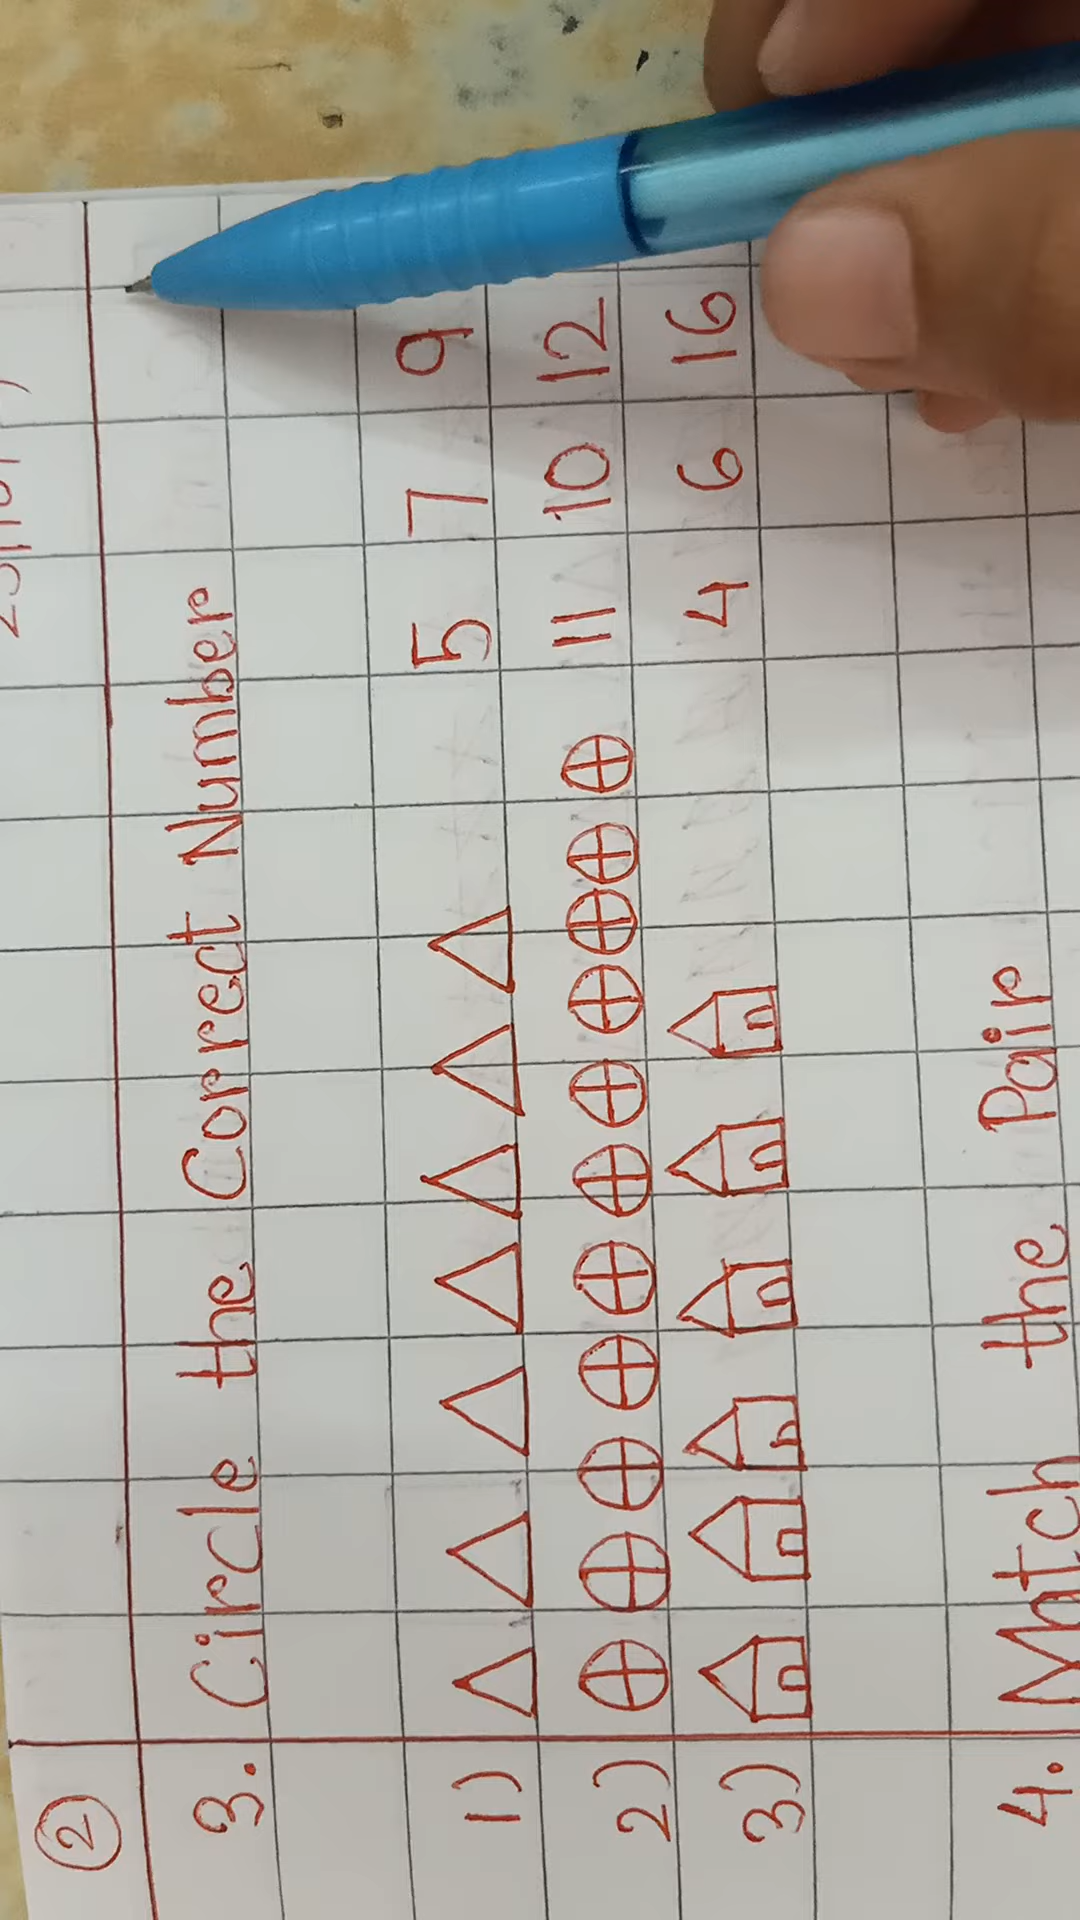 2
3. Circle the Correct Number
1) 5 7 9
2) 11 10 12
3) 4 6 16
4. Match the Pair